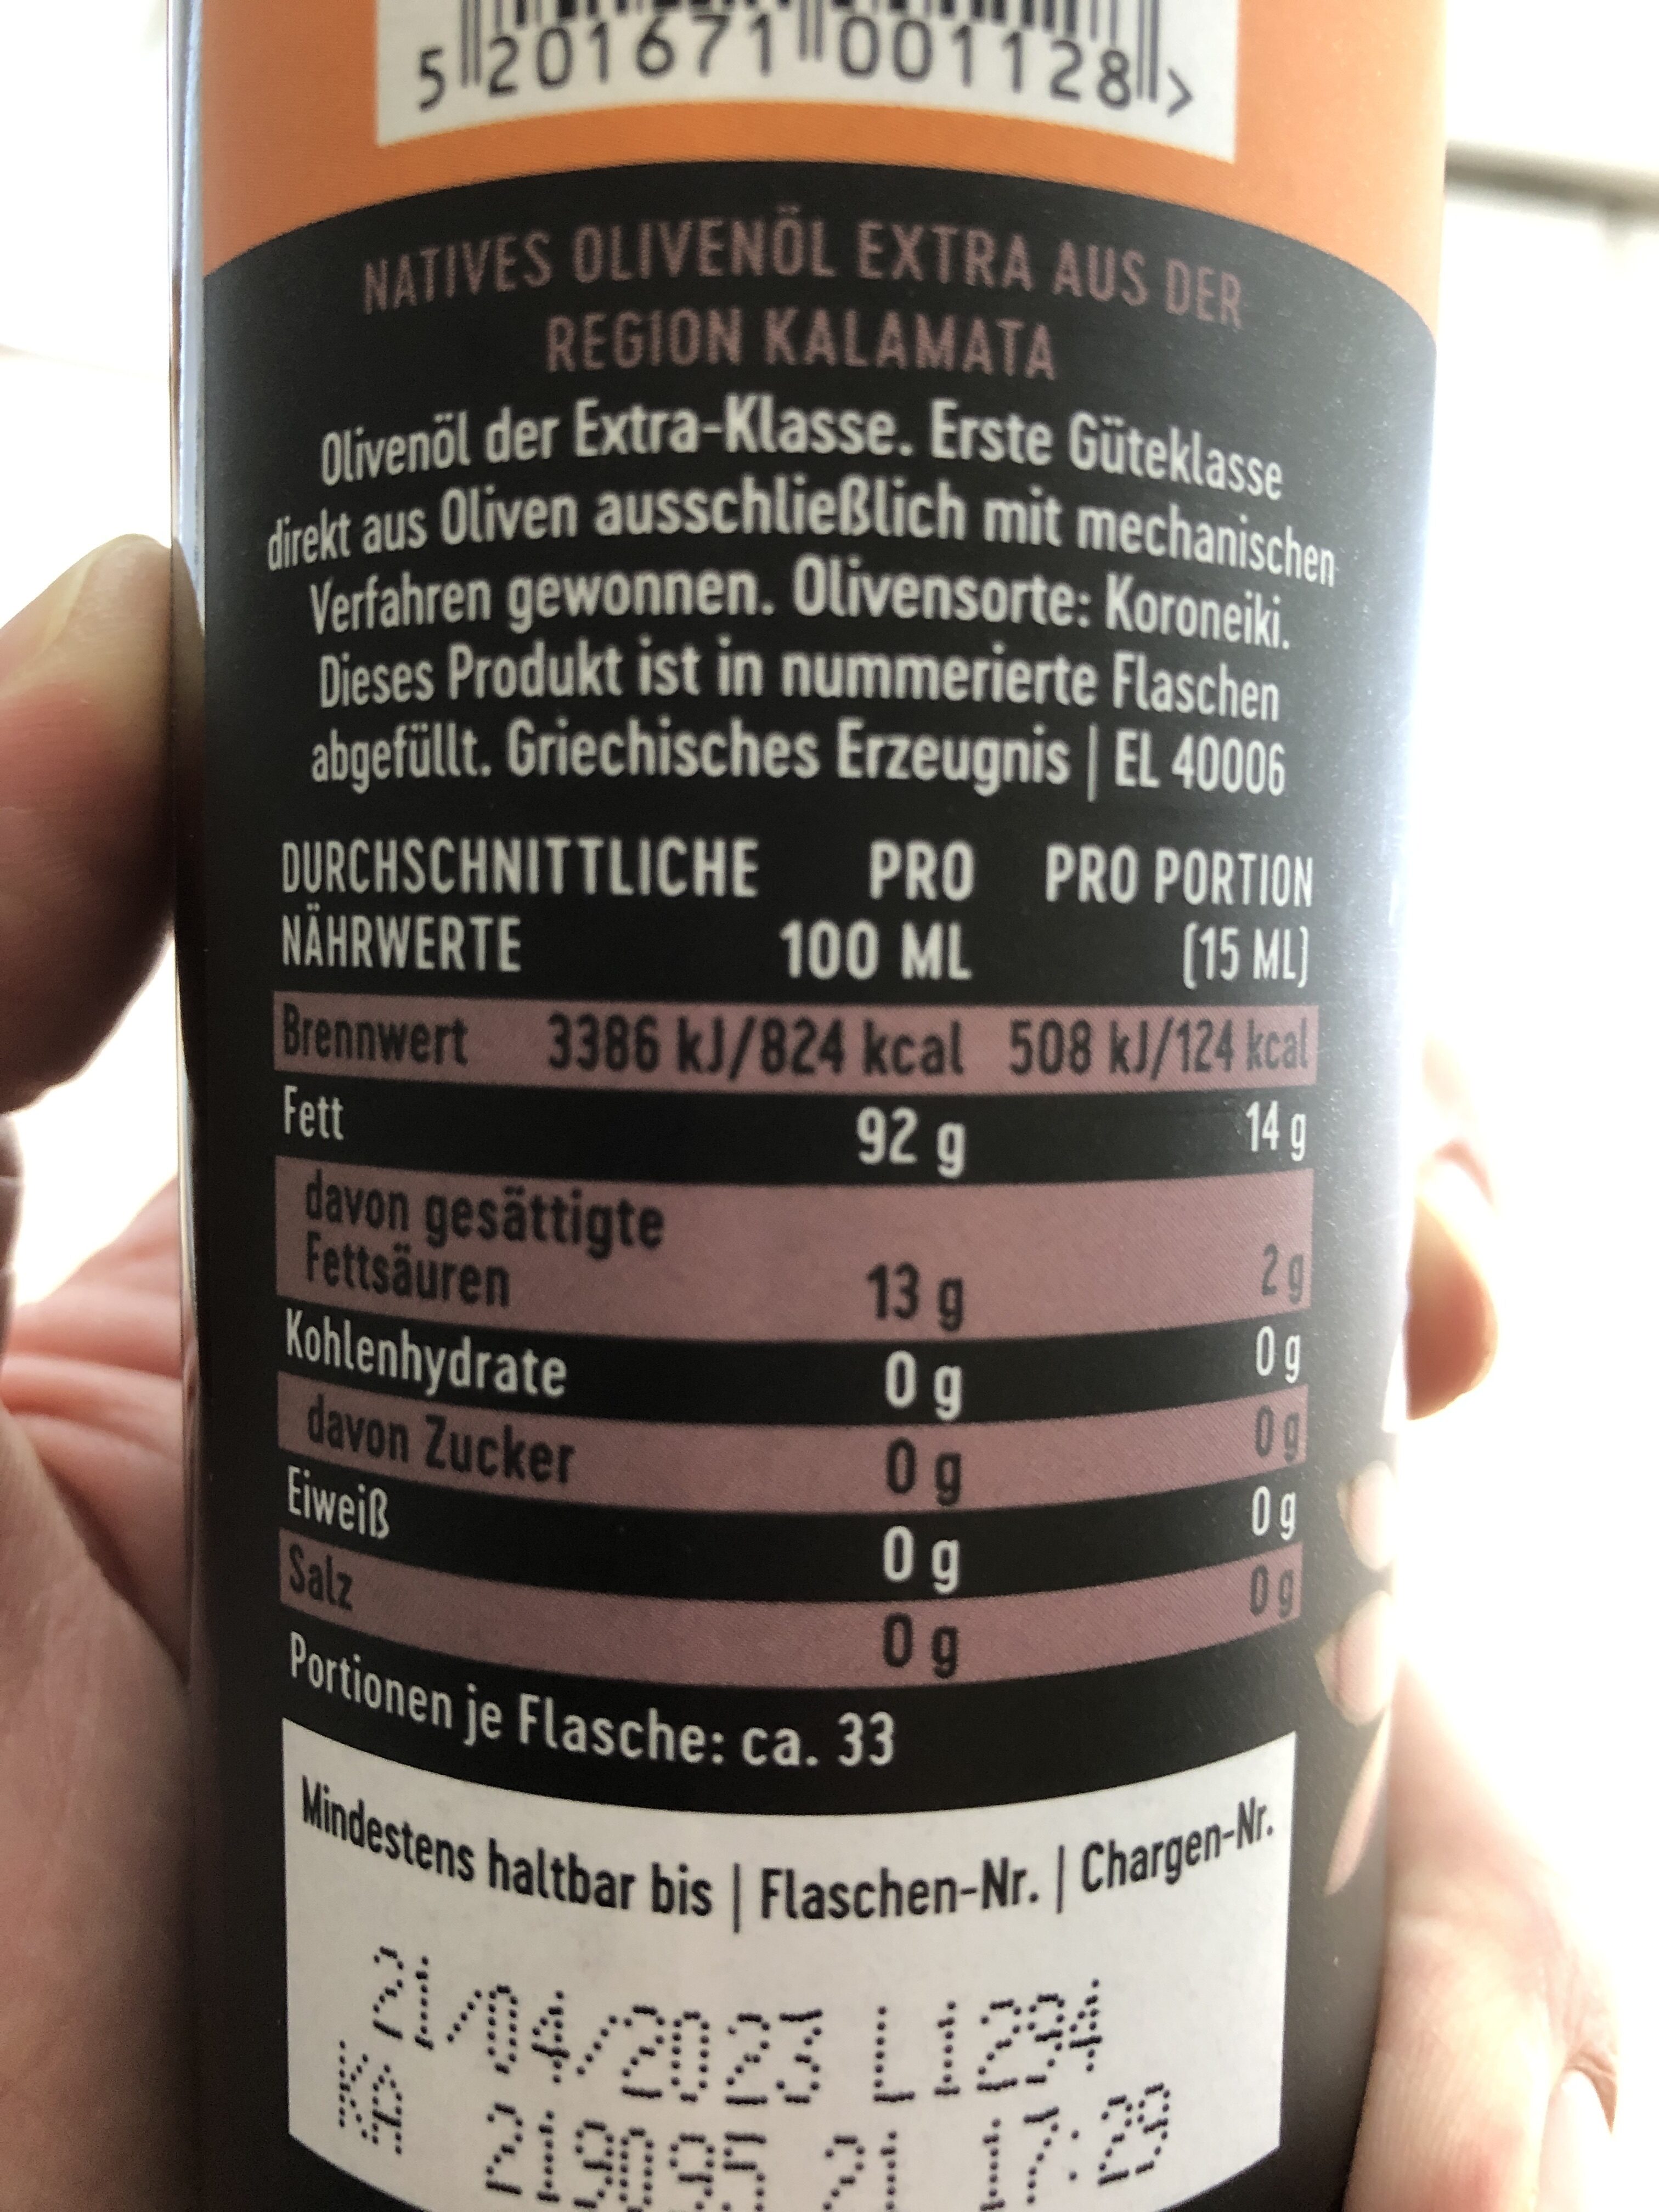 5 201671 001128 >
NATIVES OLIVENÖL EXTRA AUS DER
REGION KALAMATA
Olivenöl der Extra-Klasse. Erste Güteklasse
direkt aus Oliven ausschließlich mit mechanischen
Verfahren gewonnen. Olivensorte: Koroneiki.
Dieses Produkt ist in nummerierte Flaschen
abgefüllt. Griechisches Erzeugnis | EL 40006
DURCHSCHNITTLICHE PRO PRO PORTION
NÄHRWERTE 100 ML (15 ML)
Brennwert 3386 kJ/824 kcal 508 kJ/124 kcal
Fett 92 g 14 g
davon gesättigte
Fettsäuren 13 g 2 g
Kohlenhydrate 0 g 0 g
davon Zucker 0 g 0 g
Eiweiß 0 g 0 g
Salz 0 g 0 g
Portionen je Flasche: ca. 33
Mindestens haltbar bis | Flaschen-Nr. | Chargen-Nr.
21/04/2023 L1294
KA 219095 21 17:29